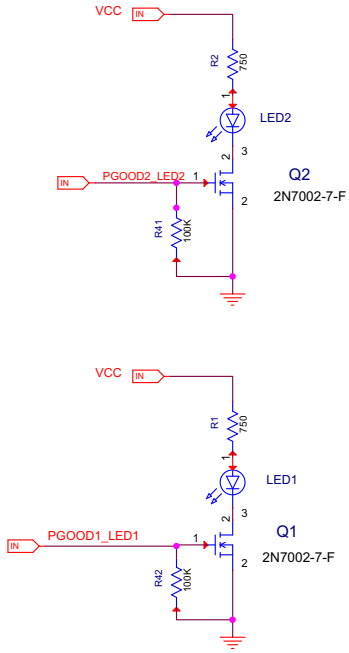 VCC
IN
R2
750
1
LED2
2
3
IN
PGOOD2_LED2
1
Q2
2N7002-7-F
2
R41
100K
VCC
IN
R1
750
1
LED1
2
3
IN
PGOOD1_LED1
1
Q1
2N7002-7-F
2
R42
100K